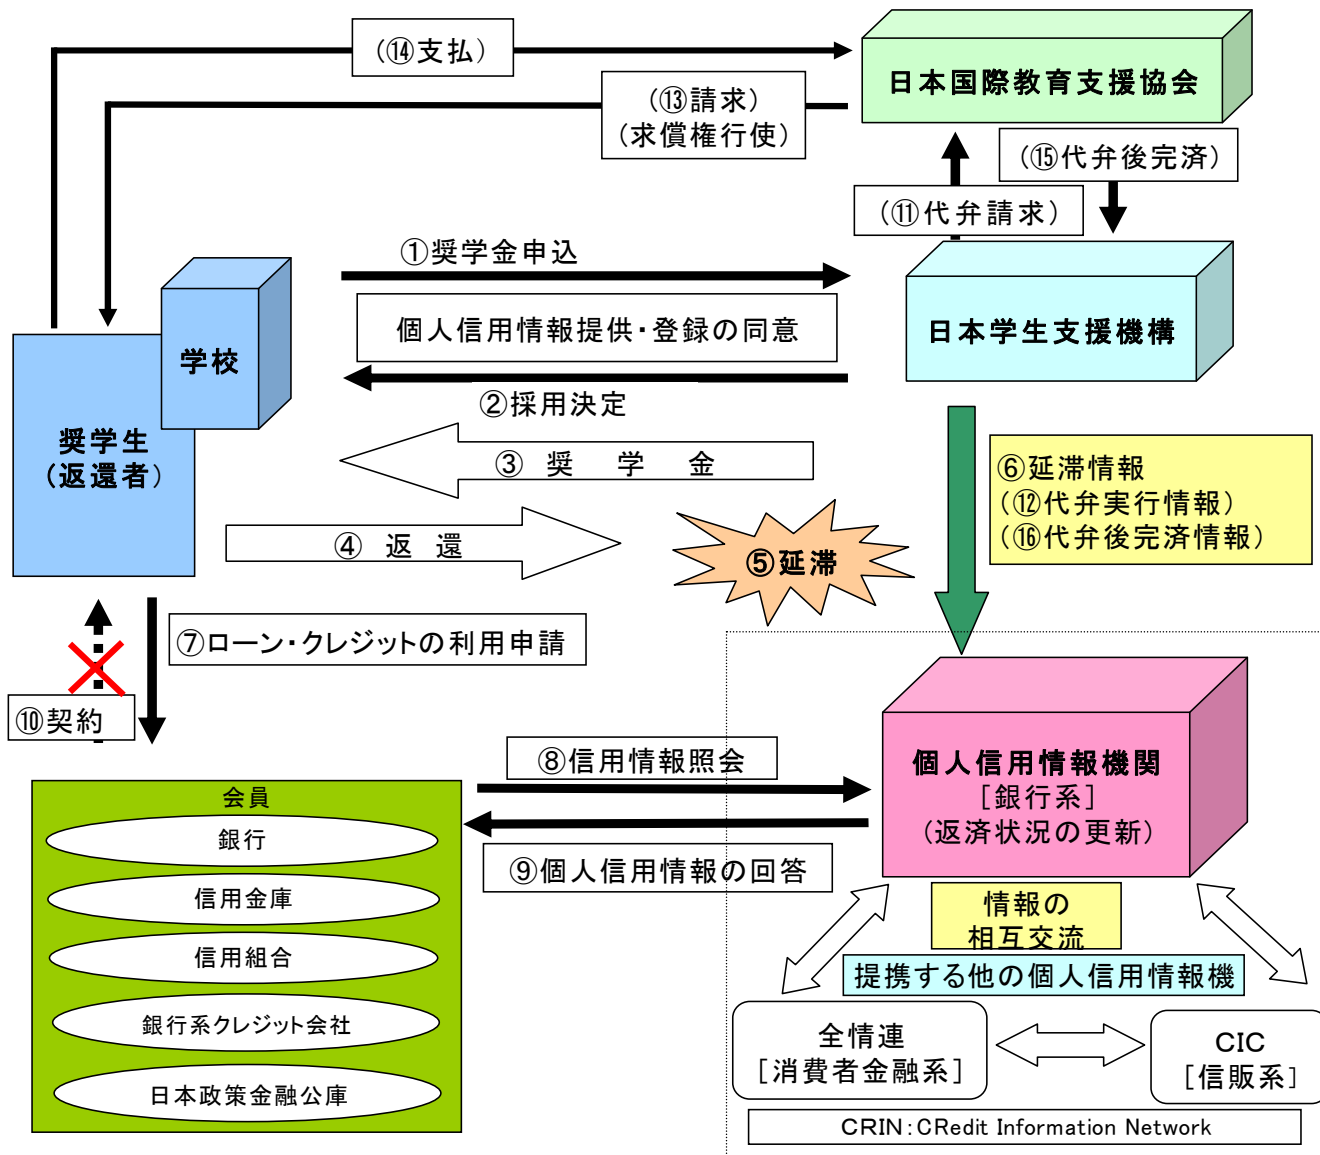 (⑭支払)
日本国際教育支援協会
(⑬請求)
(求償権行使)
(⑮代弁後完済)
(⑪代弁請求)
①奨学金申込
個人信用情報提供・登録の同意
日本学生支援機構
学校
②採用決定
奨学生
(返還者)
③ 奨 学 金
⑥延滞情報
(⑫代弁実行情報)
(⑯代弁後完済情報)
④ 返 還
⑤延滞
⑦ローン・クレジットの利用申請
⑩契約
⑧信用情報照会
個人信用情報機関
[銀行系]
(返済状況の更新)
会員
銀行
信用金庫
信用組合
銀行系クレジット会社
日本政策金融公庫
⑨個人信用情報の回答
情報の
相互交流
提携する他の個人信用情報機
全情連
[消費者金融系]
CIC
[信販系]
CRIN:CRedit Information Network